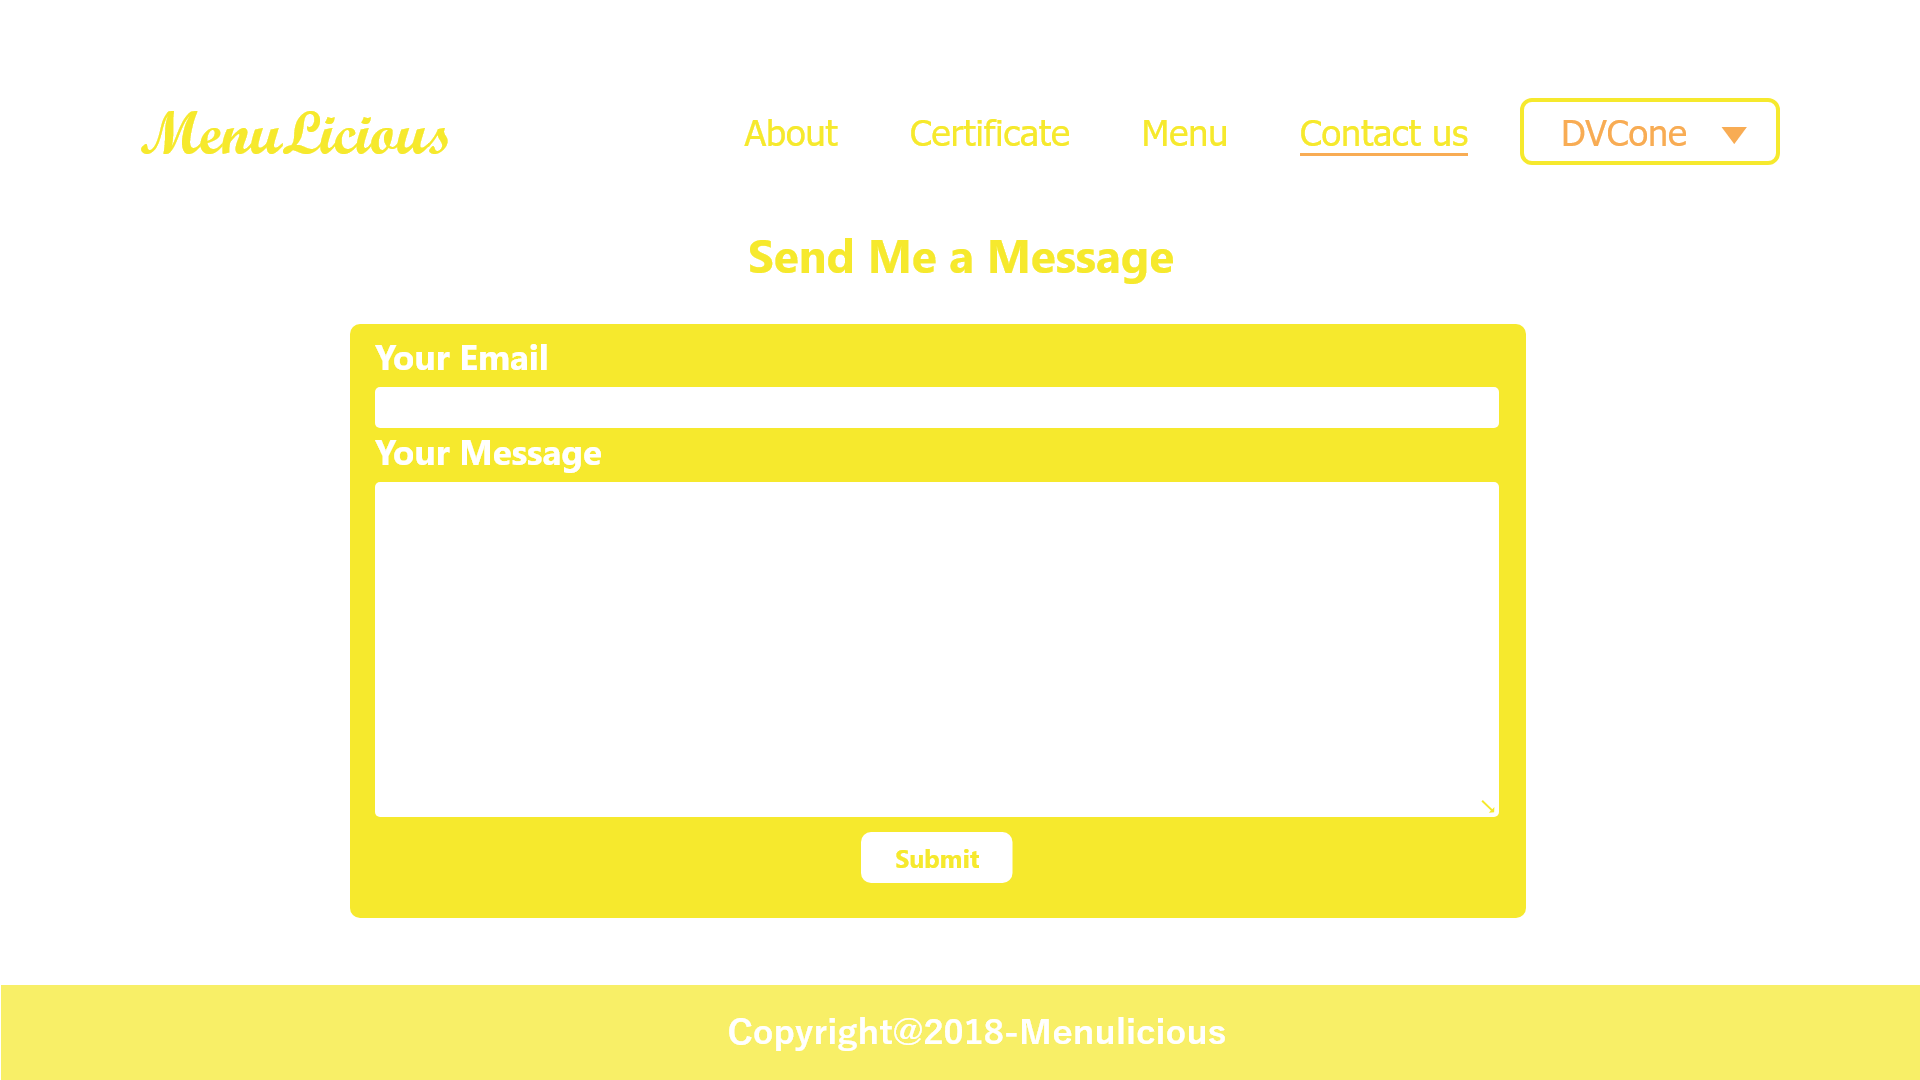 MenuLicious About Certificate Menu Contact us DVCone
Send Me a Message
Your Email
Your Message
Submit
Copyright@2018-Menulicious